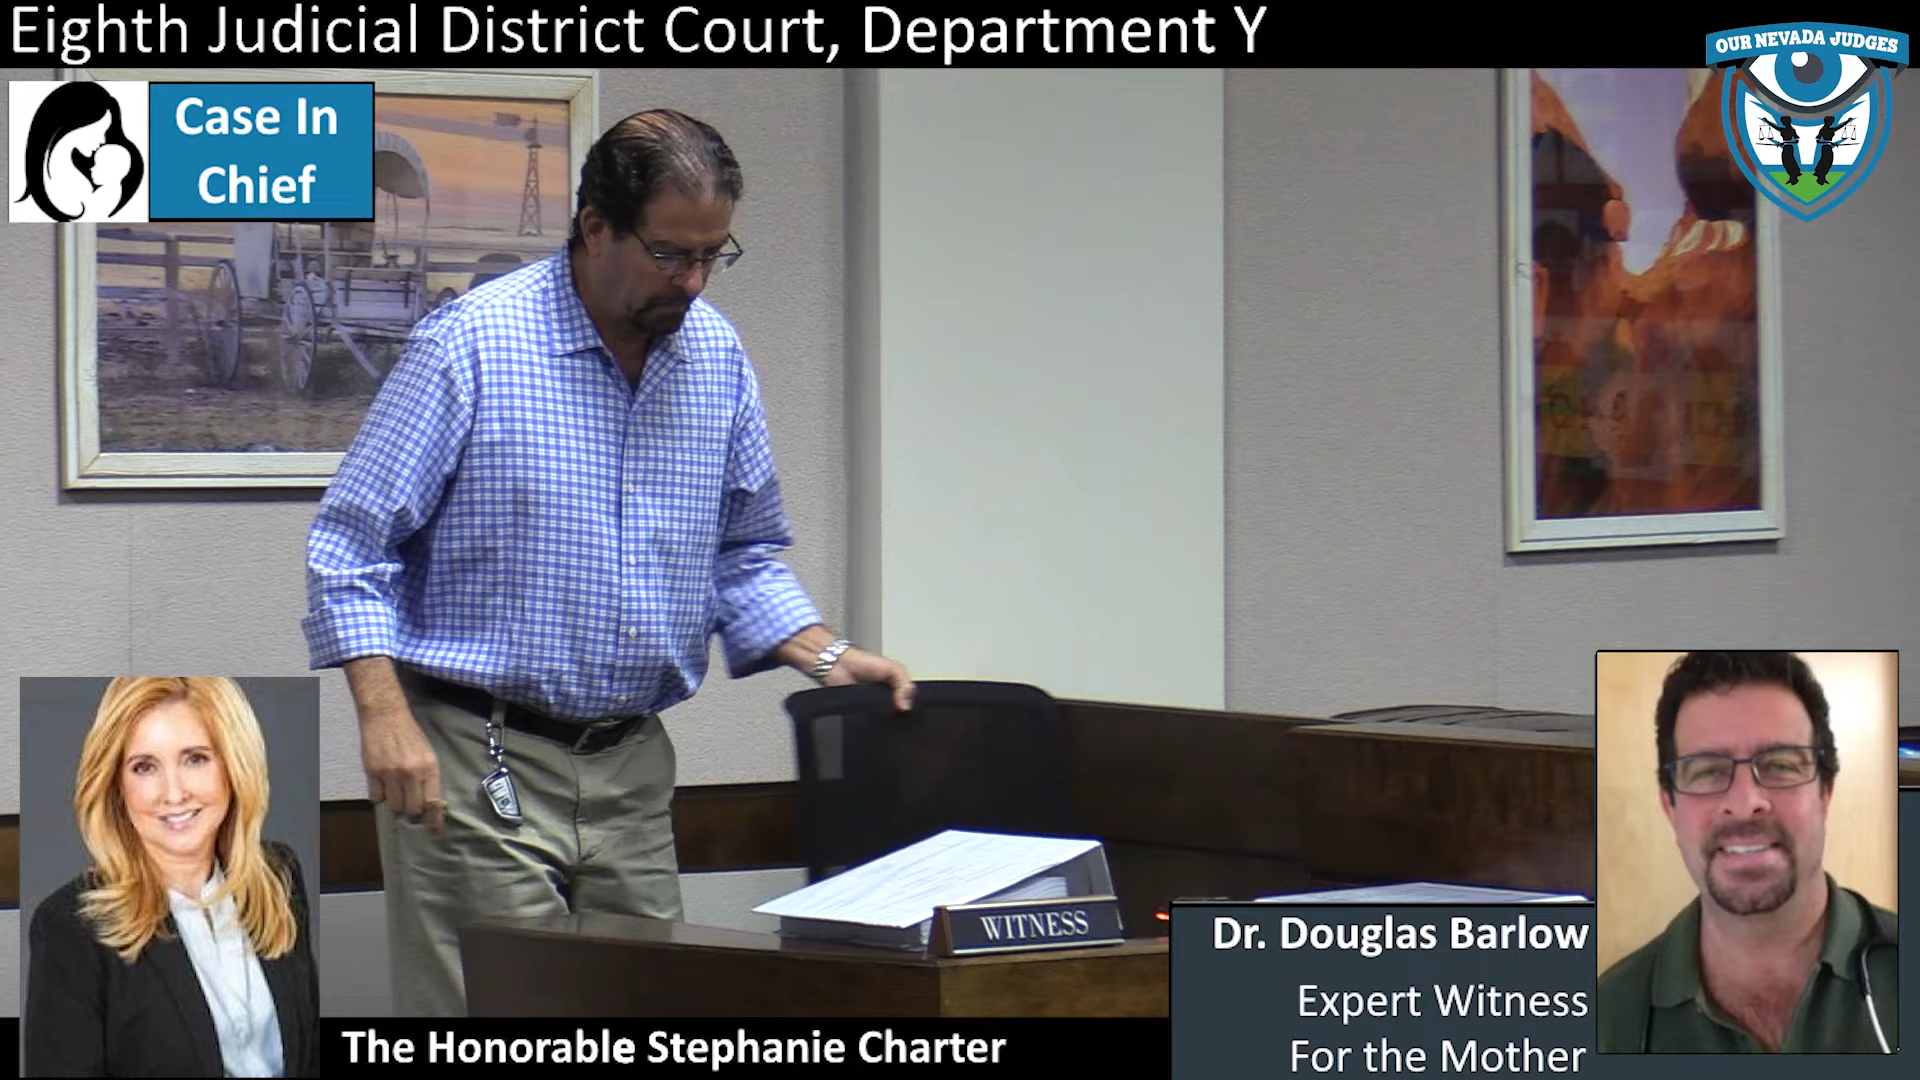 Eighth Judicial District Court, Department Y
OUR NEVADA JUDGES
Case In
Chief
WITNESS
Dr. Douglas Barlow
Expert Witness
For the Mother
The Honorable Stephanie Charter